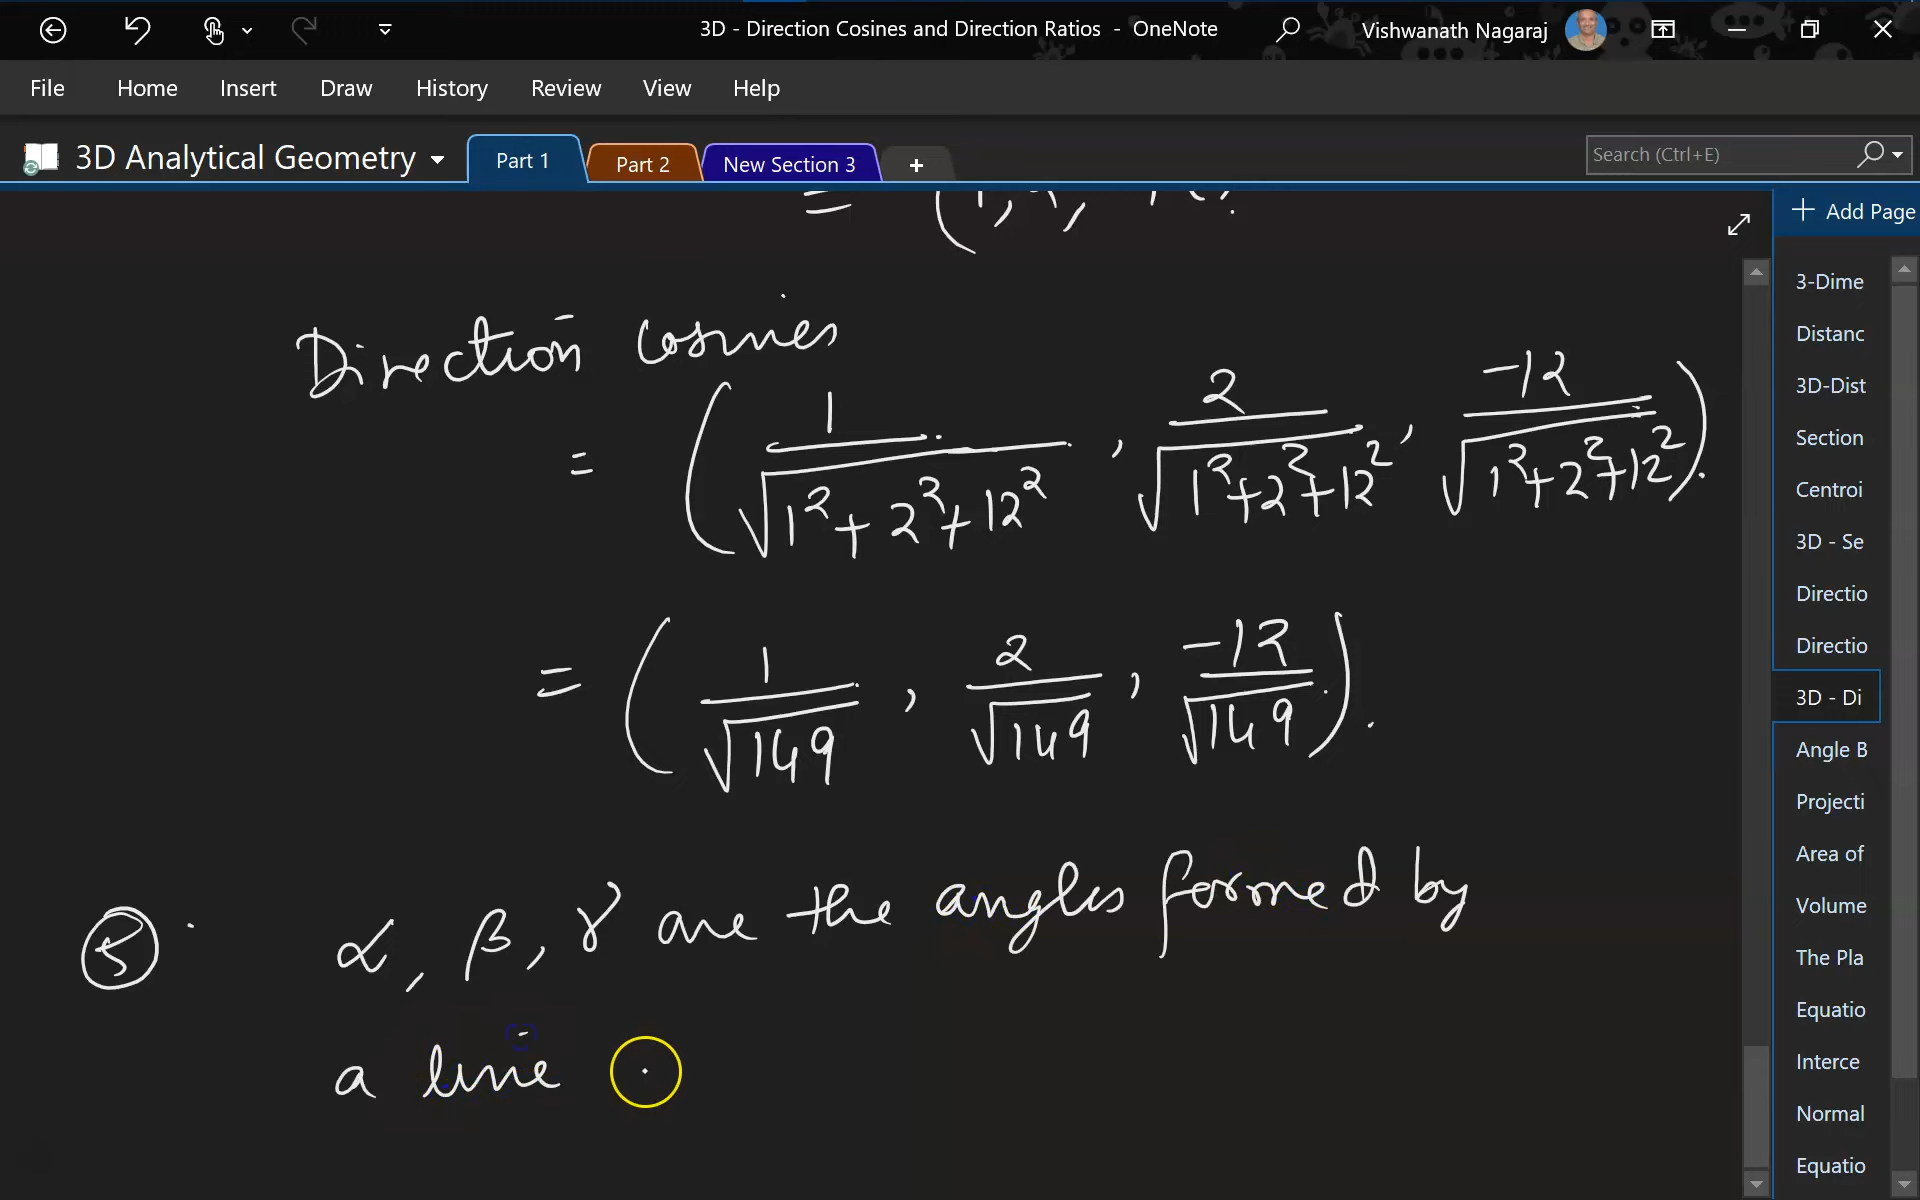 3D - Direction Cosines and Direction Ratios - OneNote
Vishwanath Nagaraj
File Home Insert Draw History Review View Help
3D Analytical Geometry
Part 1
Part 2
New Section 3
+
Search (Ctrl+E)
+ Add Page
Direction cosines
= ( 1/√(1² + 2² + 12²) , 2/√(1² + 2² + 12²) , -12/√(1² + 2² + 12²) ).
= ( 1/√149 , 2/√149 , -12/√149 ).
5. α, β, γ are the angles formed by
a line
3-Dime
Distanc
3D-Dist
Section
Centroi
3D - Se
Directio
Directio
3D - Di
Angle B
Projecti
Area of
Volume
The Pla
Equatio
Interce
Normal
Equatio